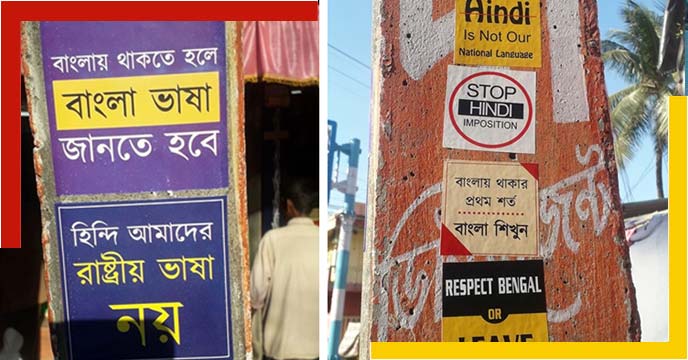 বাংলায় থাকতে হলে
বাংলা ভাষা
জানতে হবে
হিন্দি আমাদের
রাষ্ট্রীয় ভাষা
নয়
Hindi
Is Not Our
National Language
STOP
HINDI
IMPOSITION
বাংলায় থাকার
প্রথম শর্ত
বাংলা শিখুন
RESPECT BENGAL
OR
LEAVE